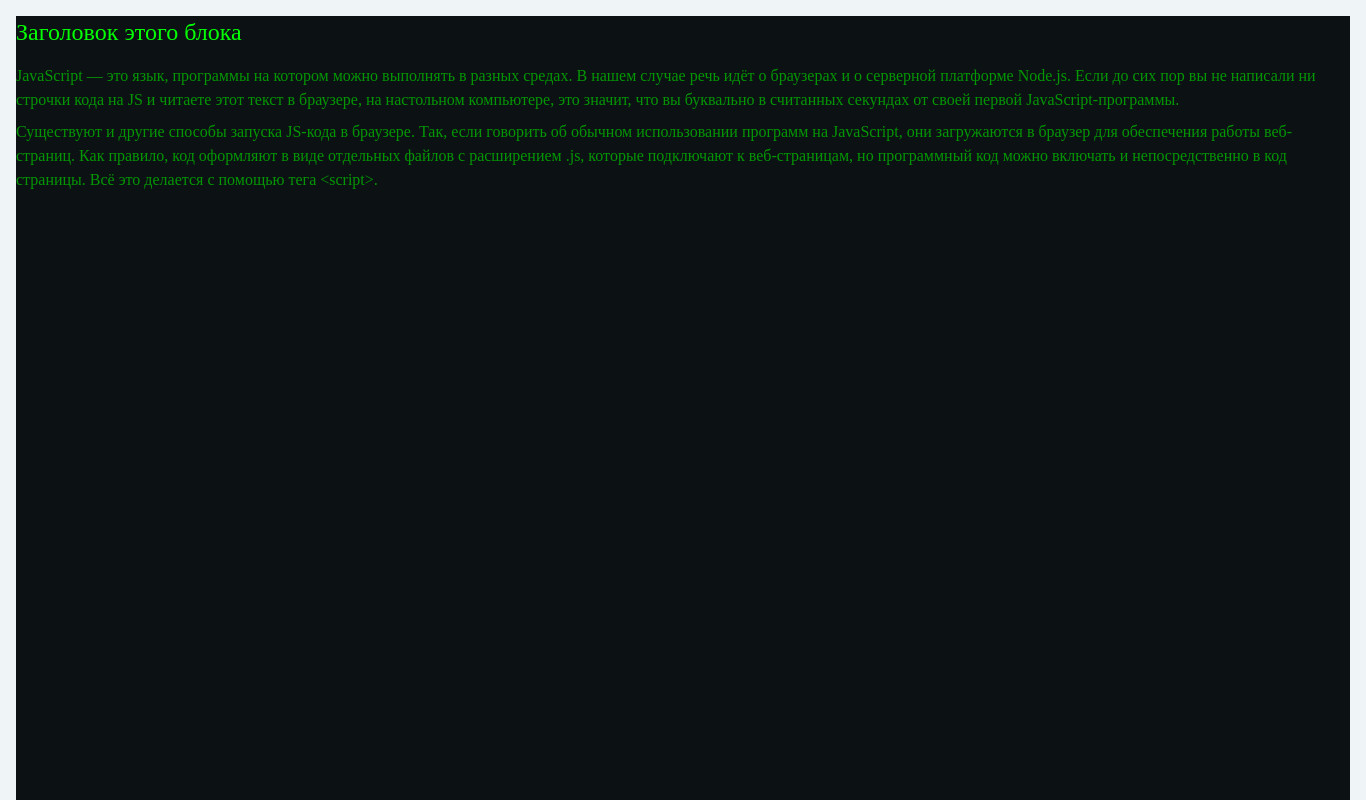 Заголовок этого блока
JavaScript — это язык, программы на котором можно выполнять в разных средах. В нашем случае речь идёт о браузерах и о серверной платформе Node.js. Если до сих пор вы не написали ни
строчки кода на JS и читаете этот текст в браузере, на настольном компьютере, это значит, что вы буквально в считанных секундах от своей первой JavaScript-программы.
Существуют и другие способы запуска JS-кода в браузере. Так, если говорить об обычном использовании программ на JavaScript, они загружаются в браузер для обеспечения работы веб-
страниц. Как правило, код оформляют в виде отдельных файлов с расширением .js, которые подключают к веб-страницам, но программный код можно включать и непосредственно в код
страницы. Всё это делается с помощью тега <script>.